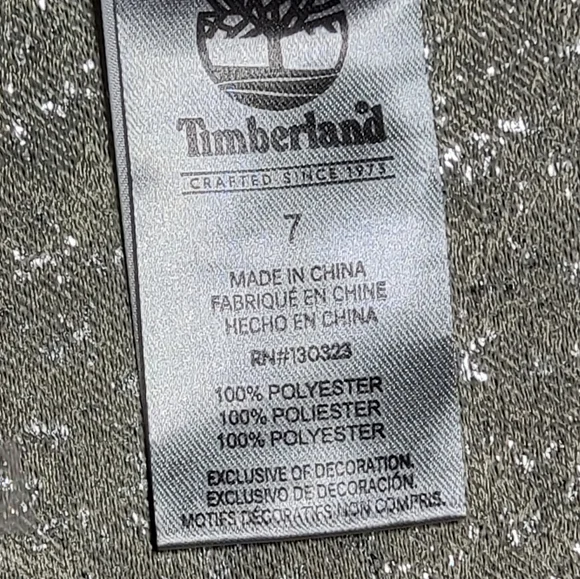 Timberland
CRAFTED SINCE 1973
7
MADE IN CHINA
FABRIQUÉ EN CHINE
HECHO EN CHINA
RN#130323
100% POLYESTER
100% POLIESTER
100% POLYESTER
EXCLUSIVE OF DECORATION.
EXCLUSIVO DE DECORACIÓN.
MOTIFS DÉCORATIFS NON COMPRIS.